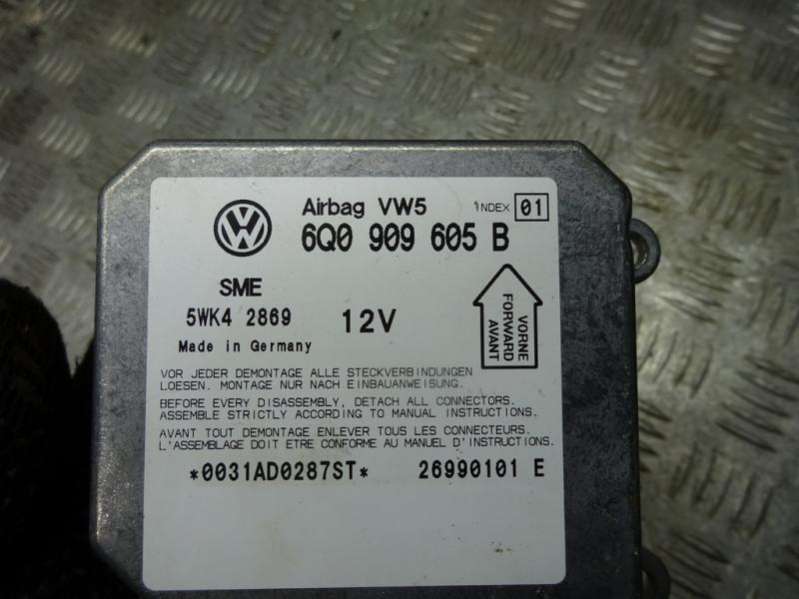 Airbag VW5 INDEX 01
6Q0 909 605 B
SME
5WK4 2869 12V
Made in Germany
VORNE
FORWARD
AVANT
VOR JEDER DEMONTAGE ALLE STECKVERBINDUNGEN
LOESEN. MONTAGE NUR NACH EINBAUANWEISUNG.
BEFORE EVERY DISASSEMBLY, DETACH ALL CONNECTORS.
ASSEMBLE STRICTLY ACCORDING TO MANUAL INSTRUCTIONS.
AVANT TOUT DEMONTAGE ENLEVER TOUS LES CONNECTEURS.
L'ASSEMBLAGE DOIT ETRE CONFORME AU MANUEL D'INSTRUCTIONS.
*0031AD0287ST* 26990101 E